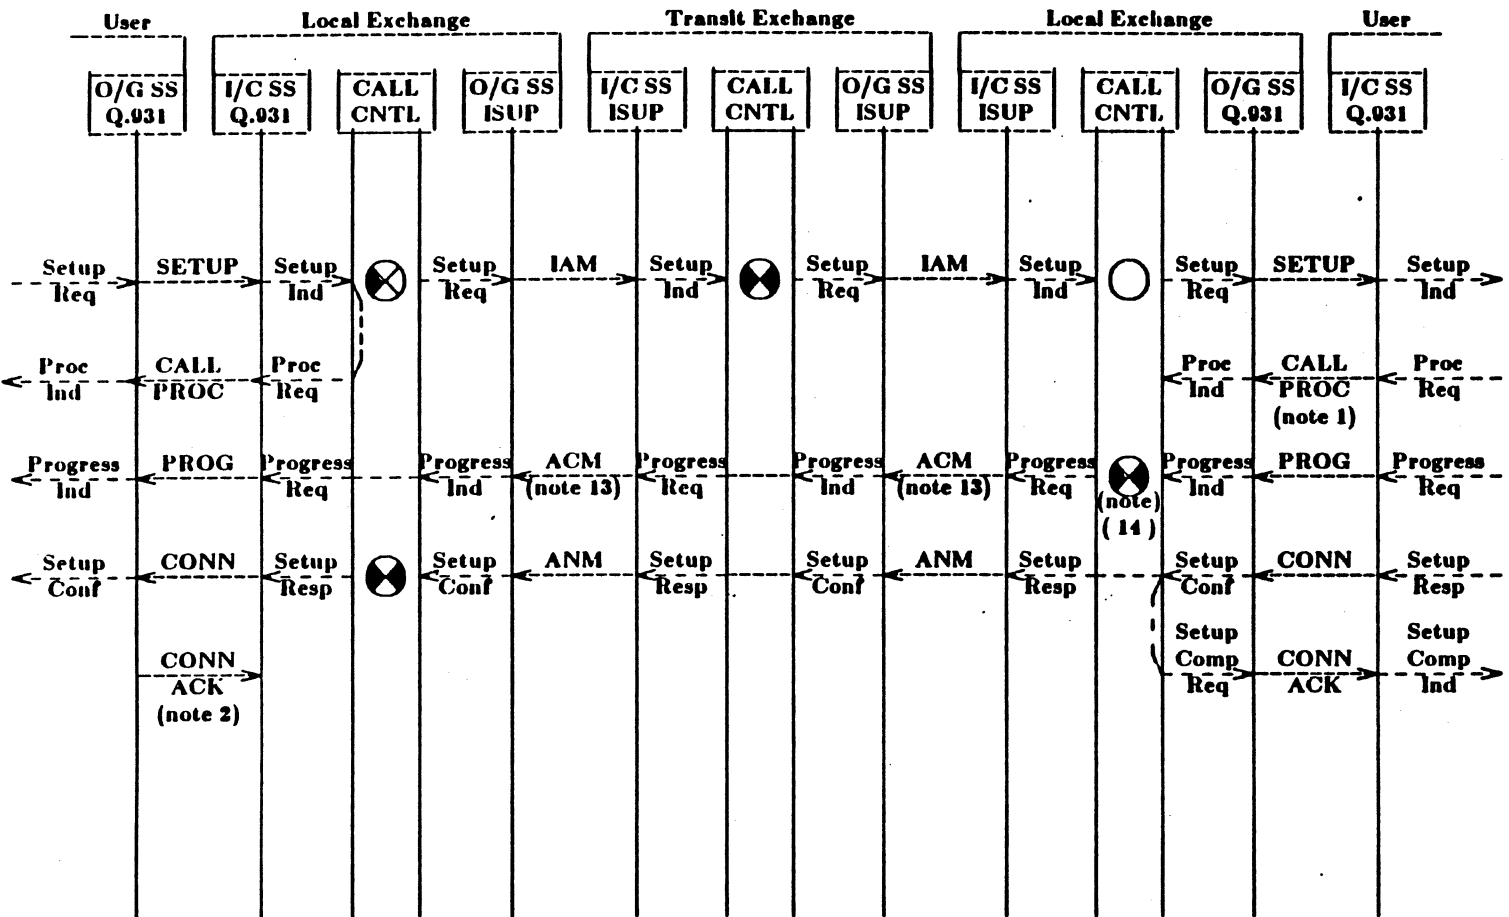 User Local Exchange Transit Exchange Local Exchange User
O/G SS I/C SS CALL O/G SS I/C SS CALL O/G SS I/C SS CALL O/G SS I/C SS
Q.931 Q.931 CNTL ISUP ISUP CNTL ISUP ISUP CNTL Q.931 Q.931
Setup SETUP Setup Setup IAM Setup Setup IAM Setup Setup SETUP Setup
Req Ind Req Ind Req Ind Req Ind
Proc CALL Proc Proc CALL Proc
Ind PROC Req Ind PROC Req
(note 1)
Progress PROG Progress Progress ACM Progress Progress ACM Progress Progress PROG Progress
Ind Req Ind (note 13) Req Ind (note 13) Req Ind Req
(note)
( 14 )
Setup CONN Setup Setup ANM Setup Setup ANM Setup Setup CONN Setup
Conf Resp Conf Resp Conf Resp Conf Resp
Setup Setup
CONN Comp CONN Comp
ACK Req ACK Ind
(note 2)